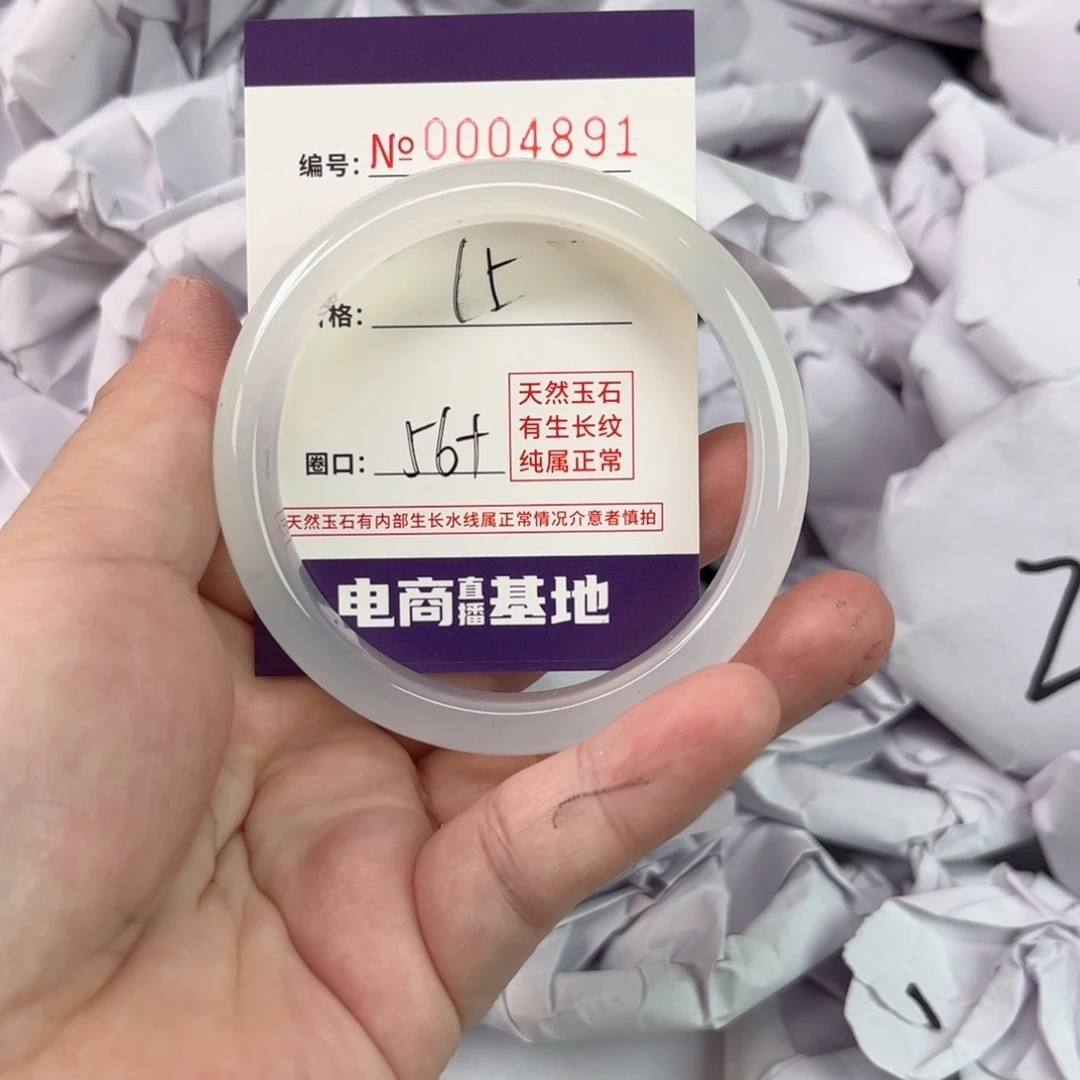 编号：№0004891
格： 15
天然玉石
有生长纹
纯属正常
圈口：56+
天然玉石有内部生长水线属正常情况介意者慎拍
电商直播基地